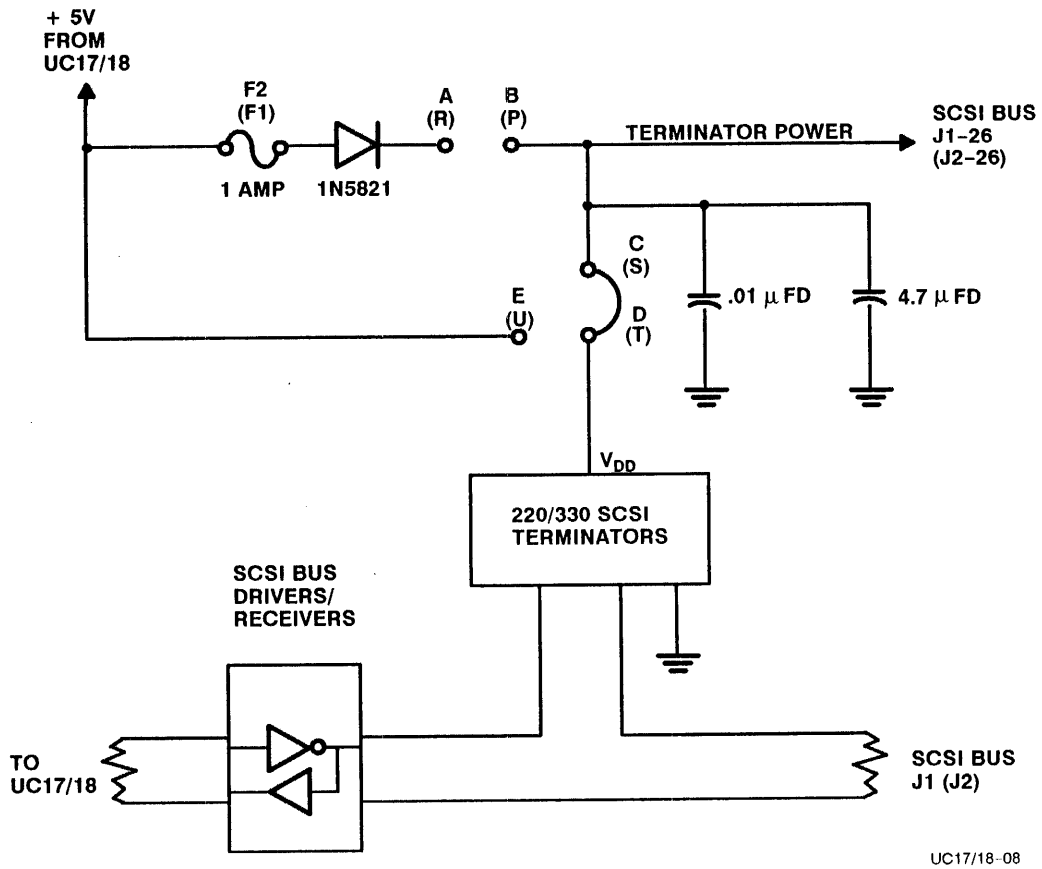 + 5V
FROM
UC17/18
F2
(F1)
1 AMP
1N5821
A
(R)
B
(P)
TERMINATOR POWER
SCSI BUS
J1-26
(J2-26)
C
(S)
D
(T)
E
(U)
.01 μ FD
4.7 μ FD
VDD
220/330 SCSI
TERMINATORS
SCSI BUS
DRIVERS/
RECEIVERS
TO
UC17/18
SCSI BUS
J1 (J2)
UC17/18-08